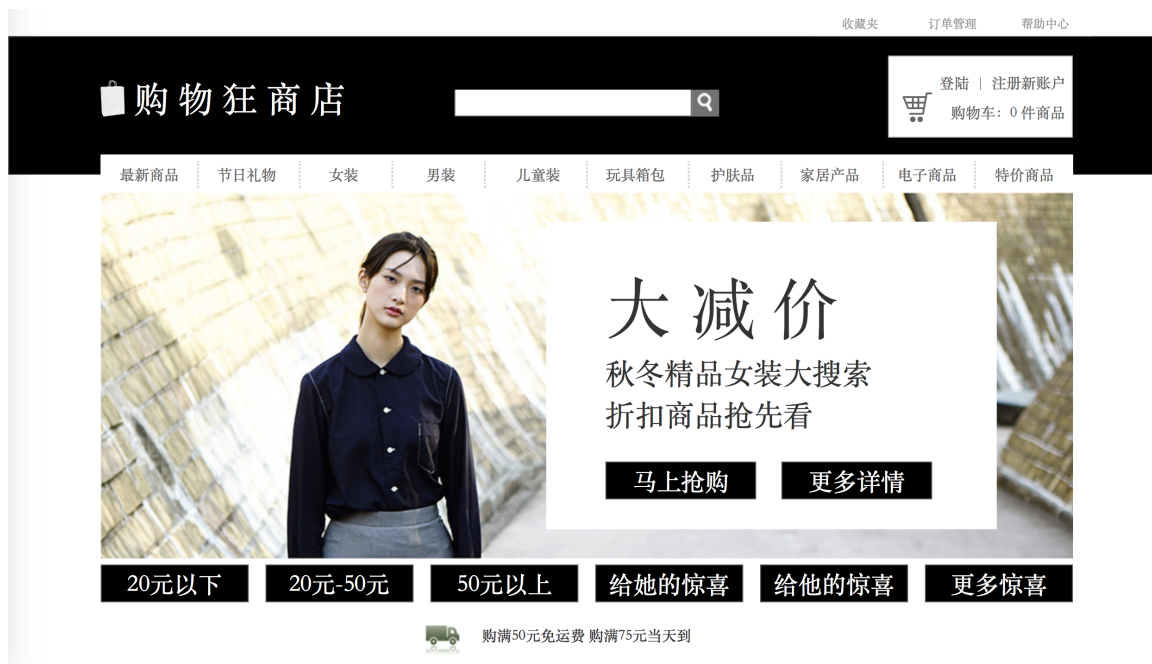 收藏夹 订单管理 帮助中心
购物狂商店
登陆 | 注册新账户
购物车：0 件商品
最新商品 节日礼物 女装 男装 儿童装 玩具箱包 护肤品 家居产品 电子商品 特价商品
大减价
秋冬精品女装大搜索
折扣商品抢先看
马上抢购 更多详情
20元以下 20元-50元 50元以上 给她的惊喜 给他的惊喜 更多惊喜
购满50元免运费 购满75元当天到